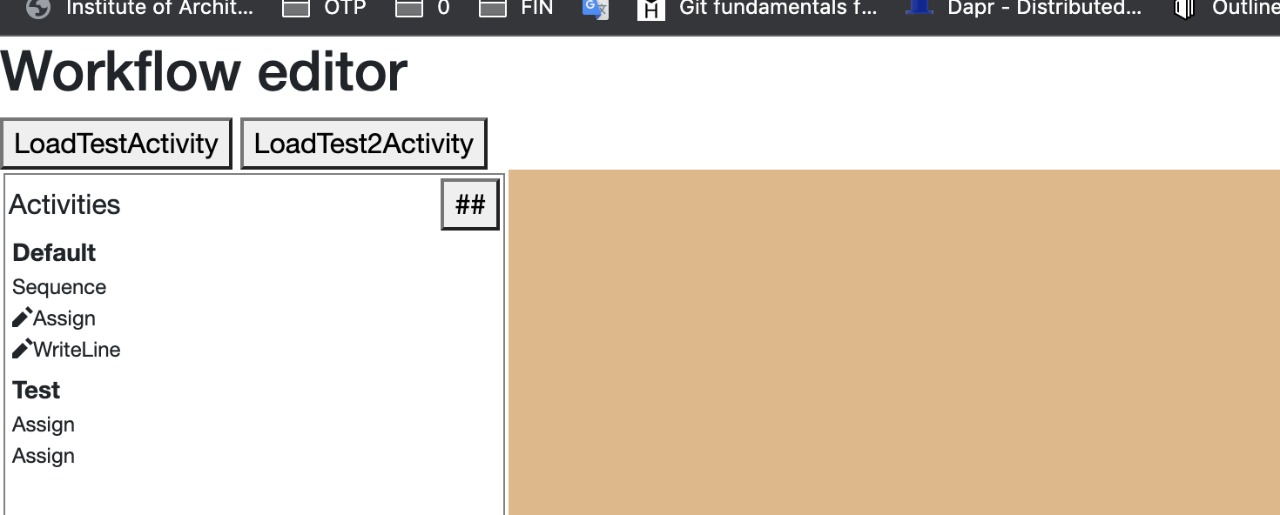 Institute of Archit... OTP 0 FIN Git fundamentals f... Dapr - Distributed... Outline
Workflow editor
LoadTestActivity LoadTest2Activity
Activities ##
Default
Sequence
Assign
WriteLine
Test
Assign
Assign